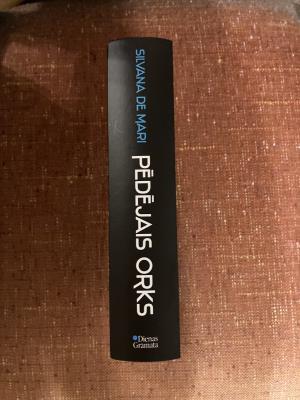 SILVANA DE MARI
PĒDĒJAIS ORKS
Dienas
Grāmata